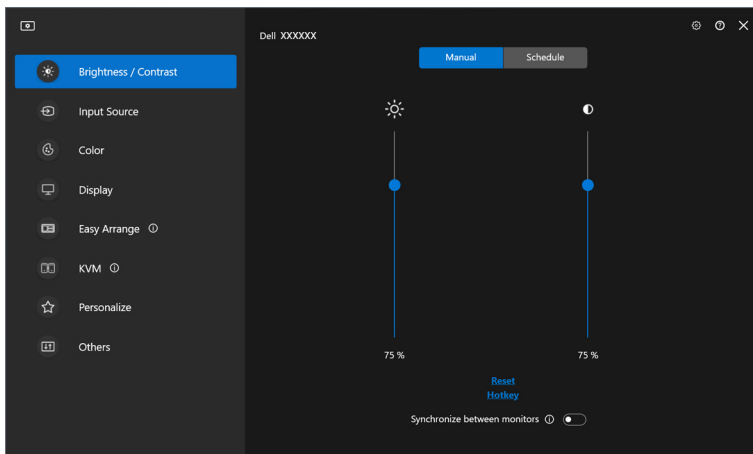 Dell XXXXXX
Manual
Schedule
Brightness / Contrast
Input Source
Color
Display
Easy Arrange
KVM
Personalize
Others
75 %
75 %
Reset
Hotkey
Synchronize between monitors